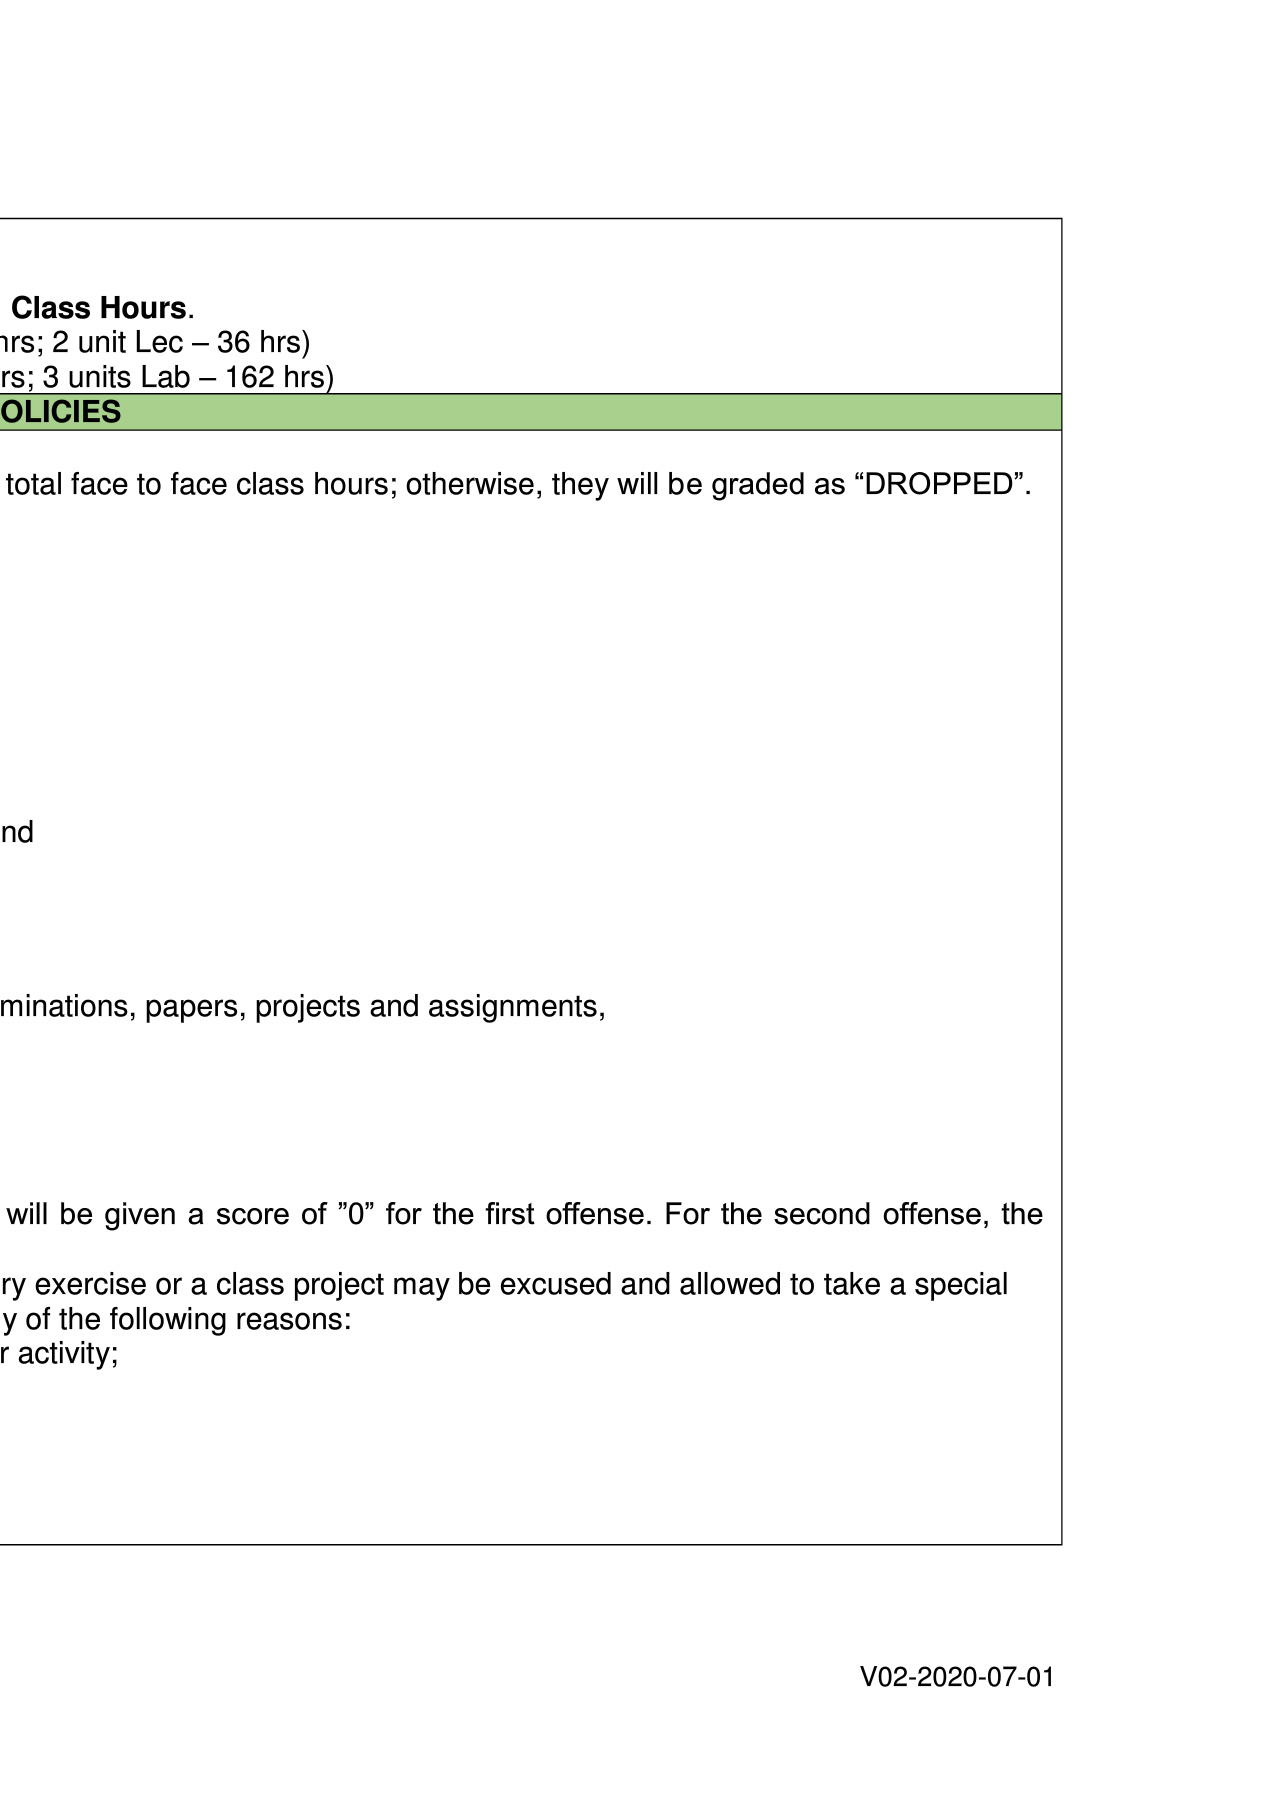 Class Hours.
hrs; 2 unit Lec – 36 hrs)
rs; 3 units Lab – 162 hrs)
OLICIES
total face to face class hours; otherwise, they will be graded as “DROPPED”.
nd
minations, papers, projects and assignments,
will be given a score of ”0” for the first offense. For the second offense, the
ry exercise or a class project may be excused and allowed to take a special
y of the following reasons:
r activity;
V02-2020-07-01